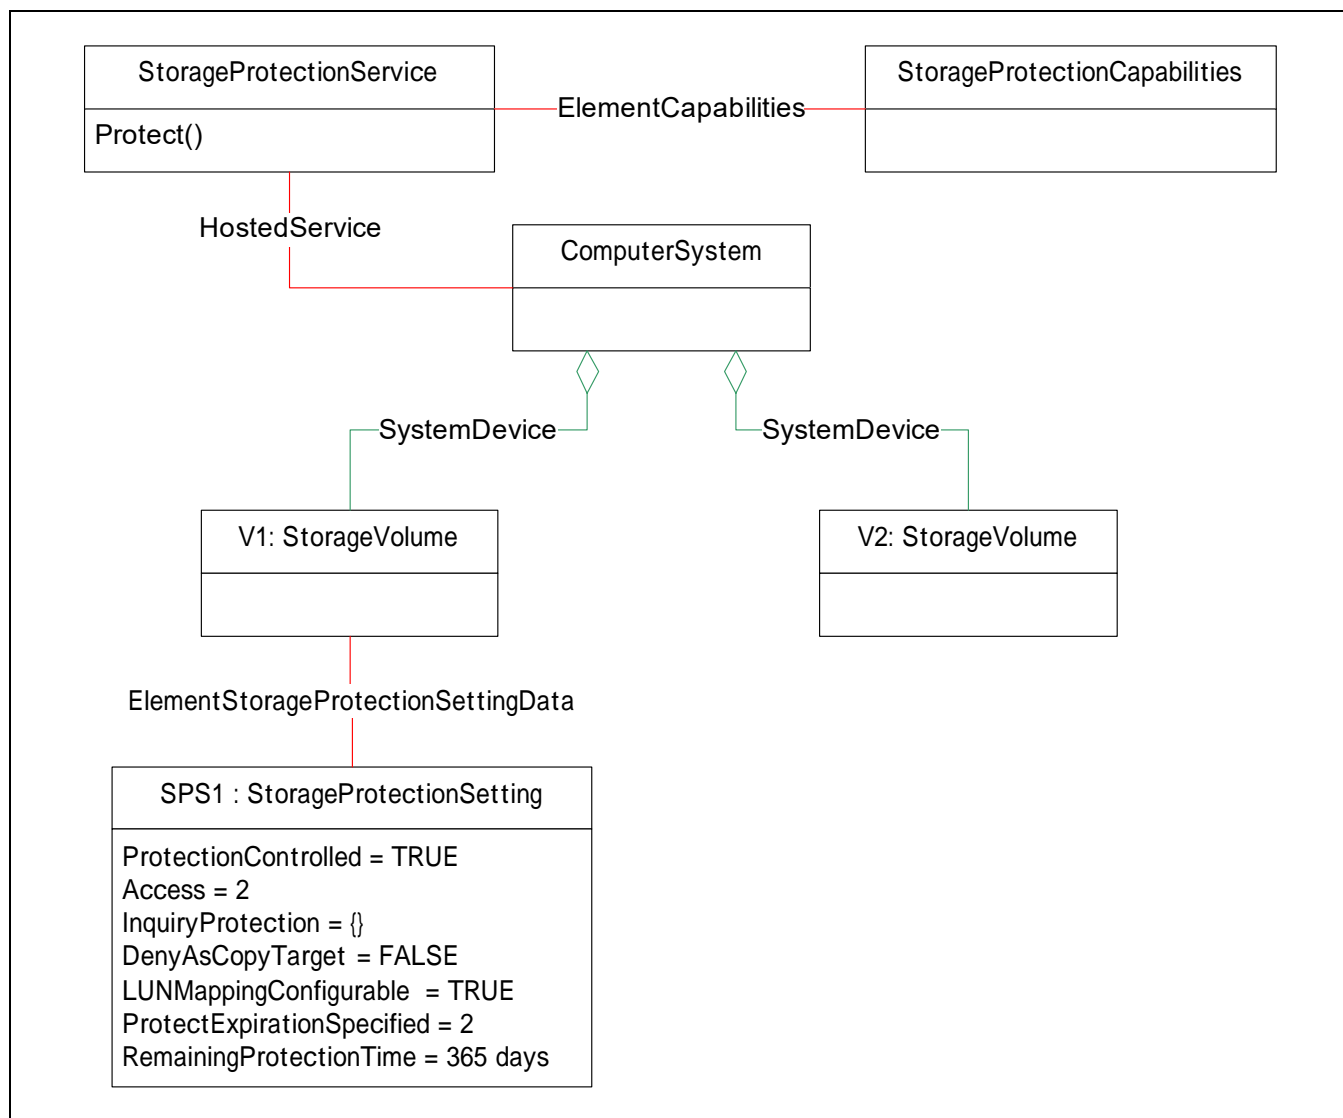 StorageProtectionService
StorageProtectionCapabilities
ElementCapabilities
Protect()
HostedService
ComputerSystem
SystemDevice
SystemDevice
V1: StorageVolume
V2: StorageVolume
ElementStorageProtectionSettingData
SPS1 : StorageProtectionSetting
ProtectionControlled = TRUE
Access = 2
InquiryProtection = {}
DenyAsCopyTarget = FALSE
LUNMappingConfigurable = TRUE
ProtectExpirationSpecified = 2
RemainingProtectionTime = 365 days